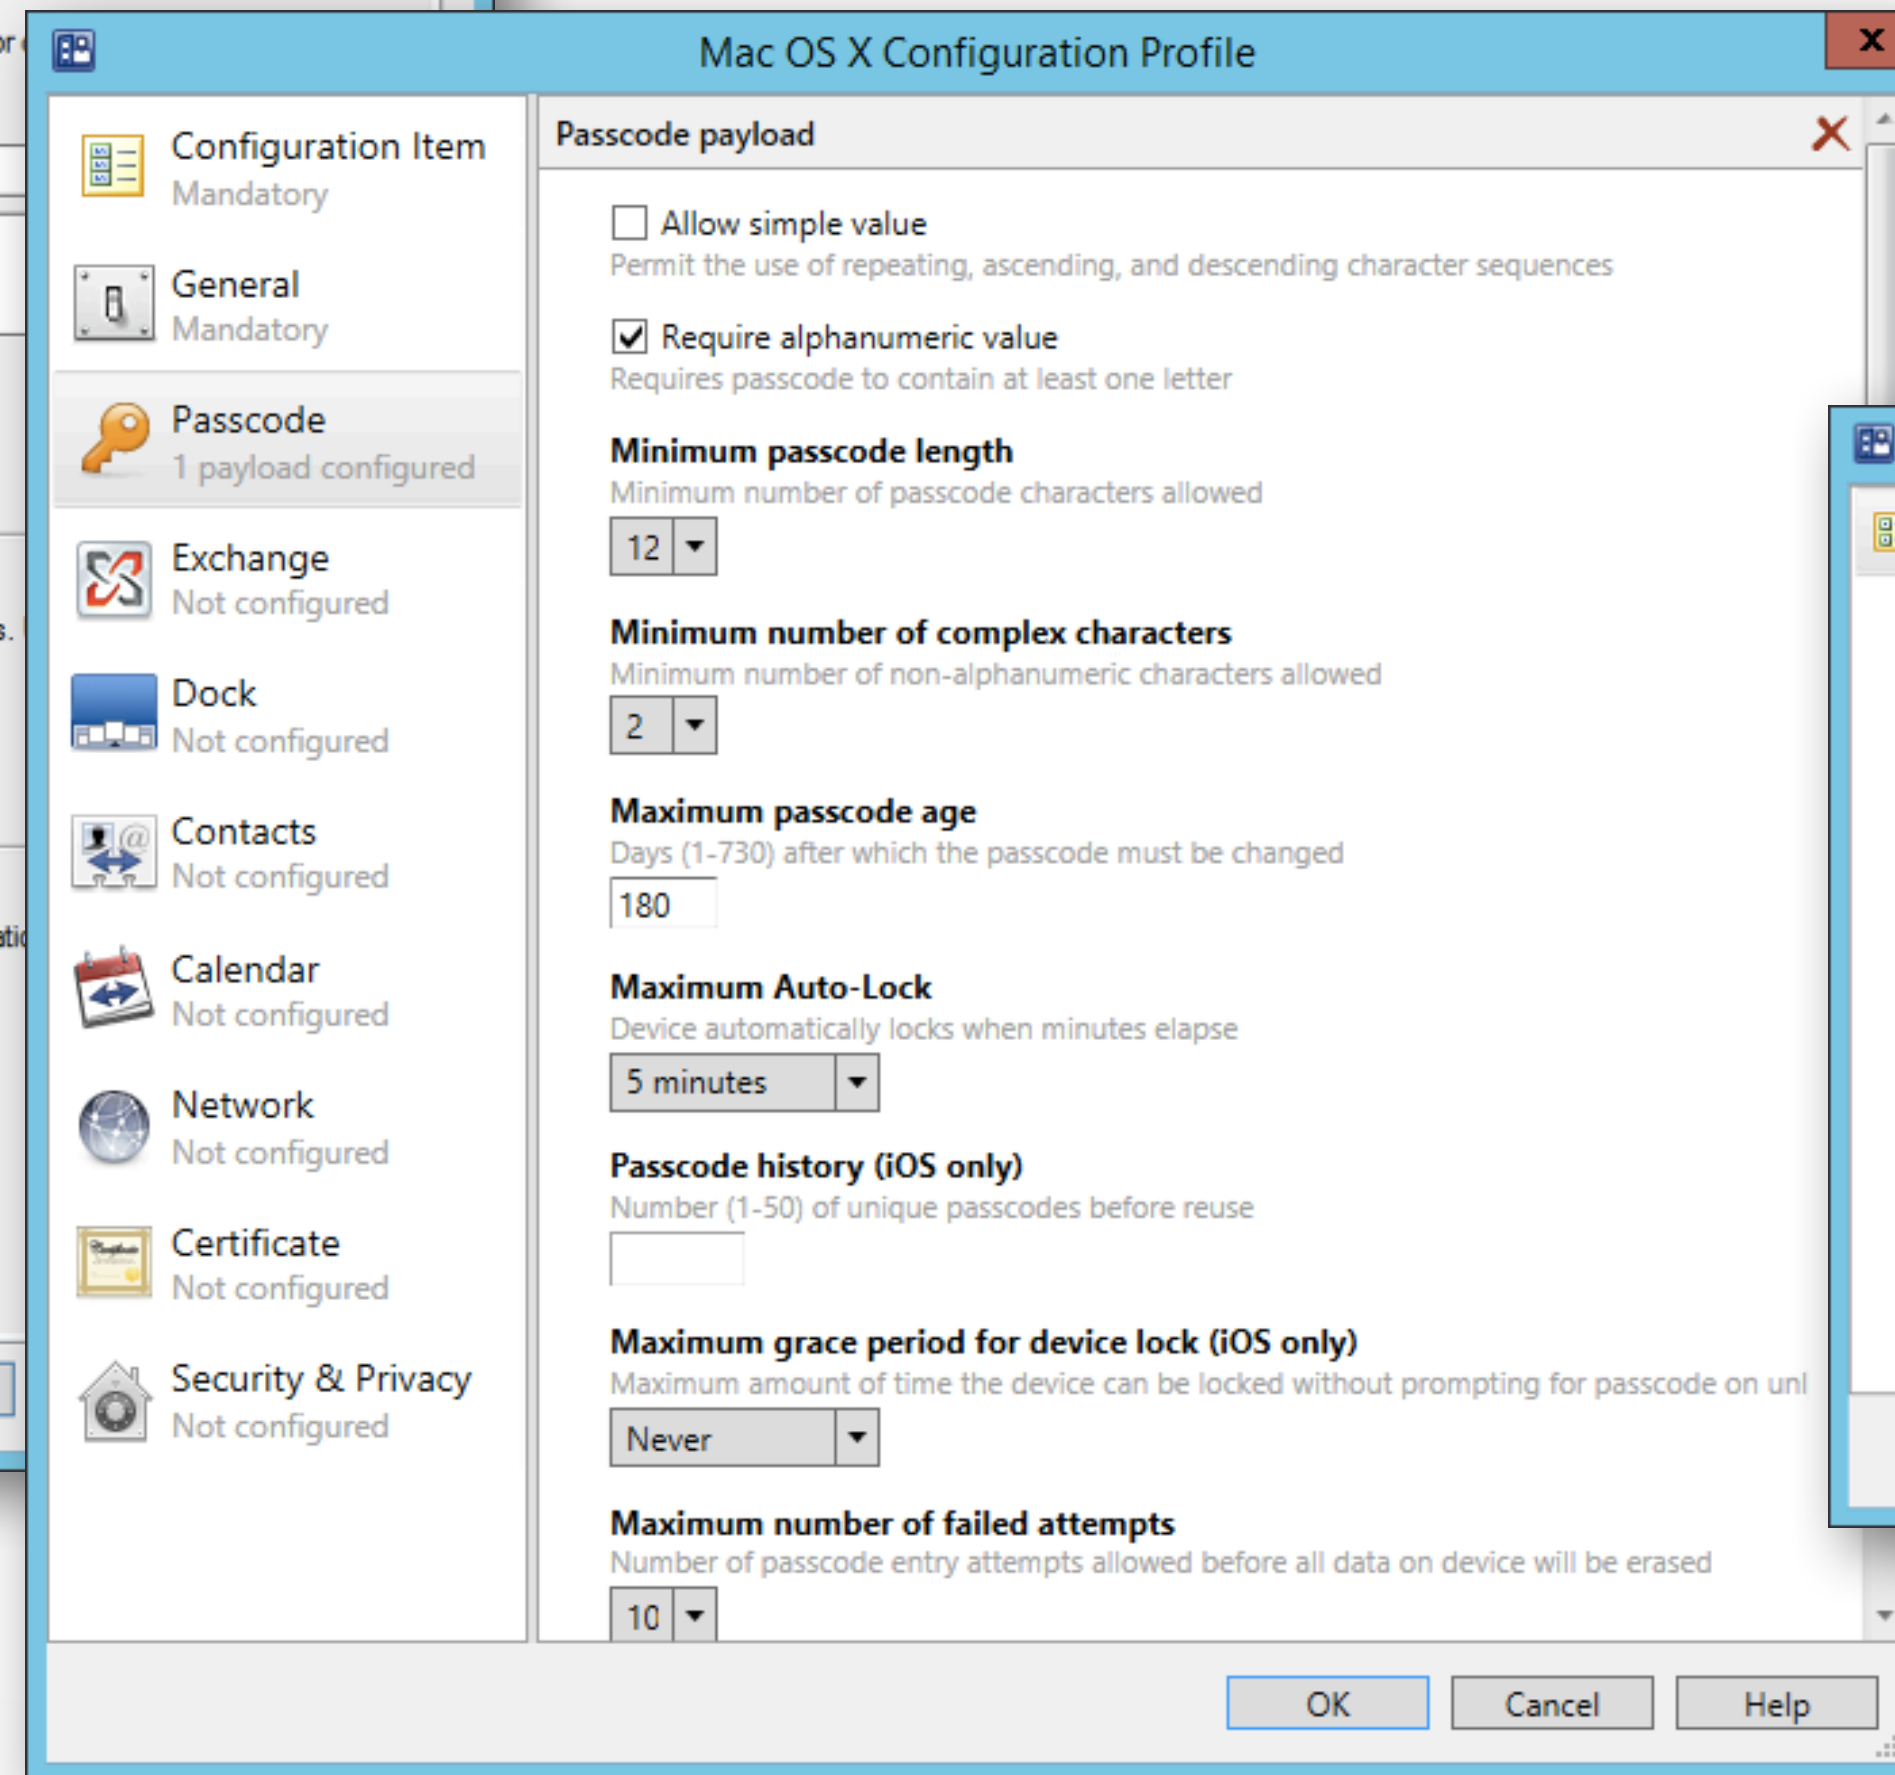 Mac OS X Configuration Profile
x
Configuration Item
Mandatory
General
Mandatory
Passcode
1 payload configured
Exchange
Not configured
Dock
Not configured
Contacts
Not configured
Calendar
Not configured
Network
Not configured
Certificate
Not configured
Security & Privacy
Not configured
Passcode payload
Allow simple value
Permit the use of repeating, ascending, and descending character sequences
Require alphanumeric value
Requires passcode to contain at least one letter
Minimum passcode length
Minimum number of passcode characters allowed
12
Minimum number of complex characters
Minimum number of non-alphanumeric characters allowed
2
Maximum passcode age
Days (1-730) after which the passcode must be changed
180
Maximum Auto-Lock
Device automatically locks when minutes elapse
5 minutes
Passcode history (iOS only)
Number (1-50) of unique passcodes before reuse
Maximum grace period for device lock (iOS only)
Maximum amount of time the device can be locked without prompting for passcode on unl
Never
Maximum number of failed attempts
Number of passcode entry attempts allowed before all data on device will be erased
10
OK
Cancel
Help